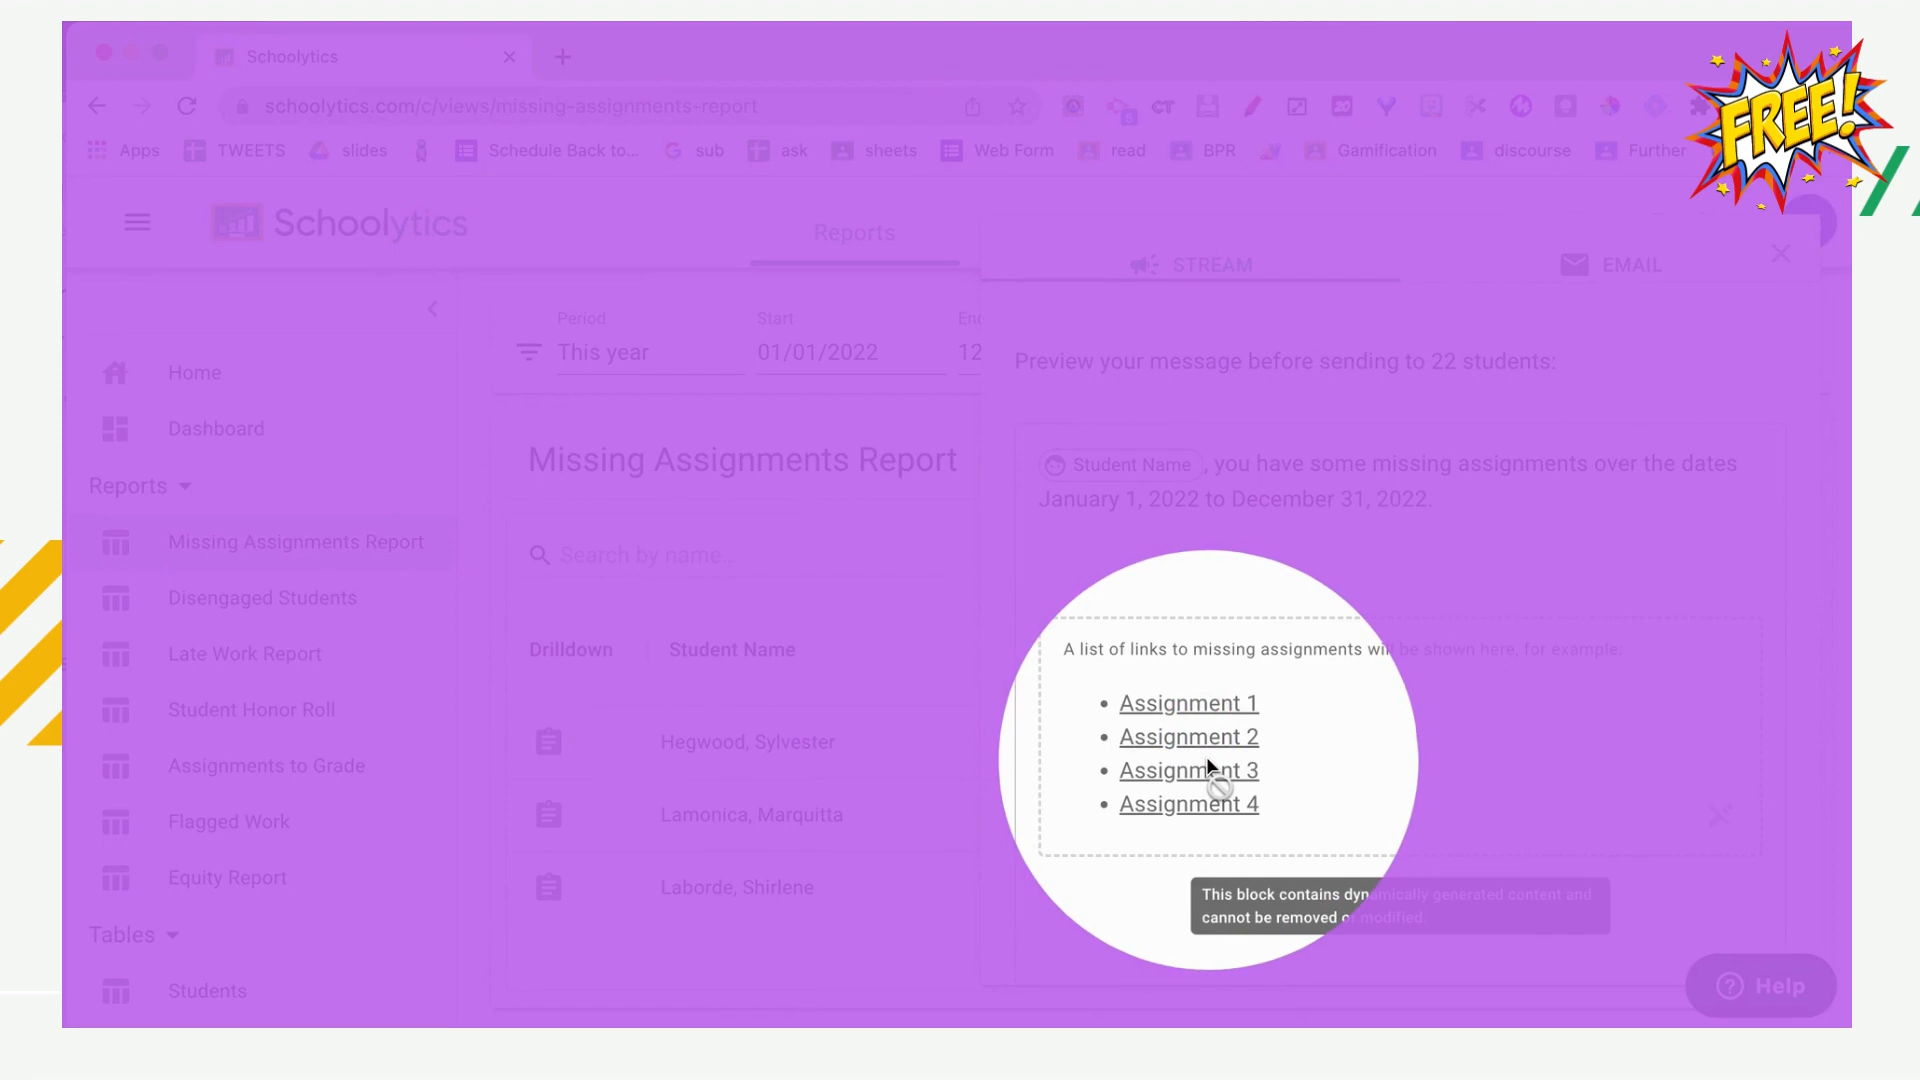 Schoolytics
schoolytics.com/c/views/missing-assignments-report
Apps TWEETS slides Schedule Back to... sub ask sheets Web Form read BPR Gamification discourse Further
FREE!
Schoolytics
Reports
STREAM
EMAIL
Home
Dashboard
Reports
Missing Assignments Report
Disengaged Students
Late Work Report
Student Honor Roll
Assignments to Grade
Flagged Work
Equity Report
Tables
Students
Period
This year
Start
01/01/2022
12
Missing Assignments Report
Search by name...
Drilldown Student Name
Hegwood, Sylvester
Lamonica, Marquitta
Laborde, Shirlene
Preview your message before sending to 22 students:
Student Name , you have some missing assignments over the dates
January 1, 2022 to December 31, 2022.
A list of links to missing assignments will be shown here, for example:
• Assignment 1
• Assignment 2
• Assignment 3
• Assignment 4
This block contains dynamically generated content and
cannot be removed or modified.
Help